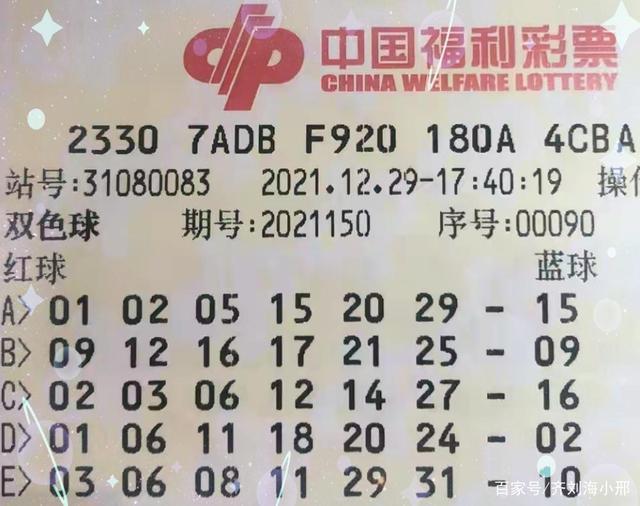 中国福利彩票
CHINA WELFARE LOTTERY
2330 7ADB F920 180A 4CBA
站号:31080083 2021.12.29-17:40:19 操作
双色球 期号:2021150 序号:00090
红球 蓝球
A> 01 02 05 15 20 29 - 15
B> 09 12 16 17 21 25 - 09
C> 02 03 06 12 14 27 - 16
D> 01 06 11 18 20 24 - 02
E> 03 06 08 11 29 31 - 10
百家号/齐刘海小邢